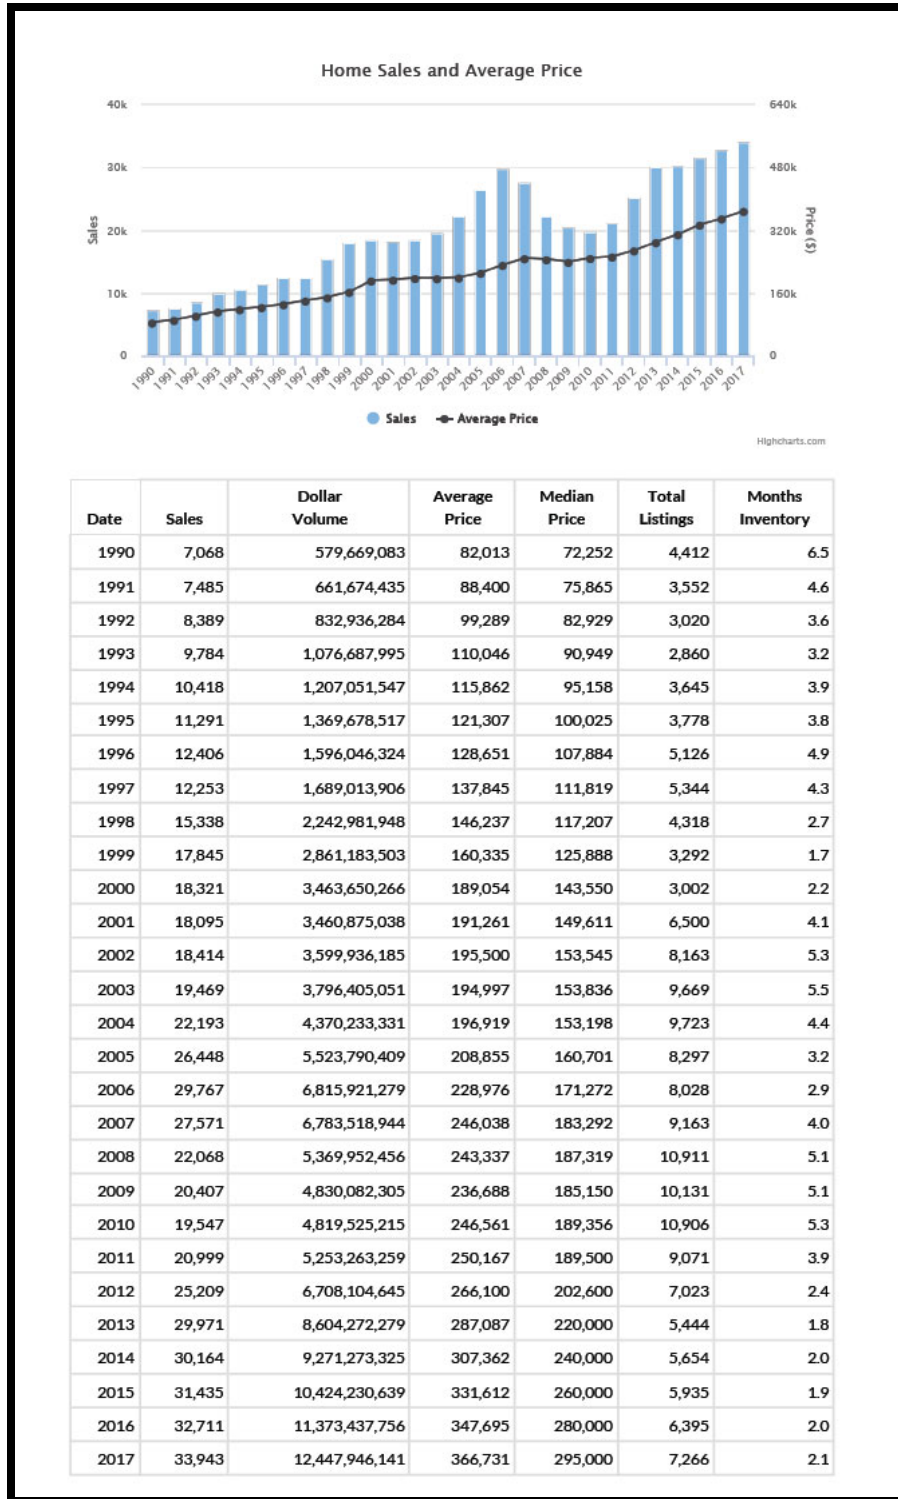 Home Sales and Average Price
40k
30k
20k
10k
0
Sales
640k
480k
320k
160k
0
Price ($)
1990 1991 1992 1993 1994 1995 1996 1997 1998 1999 2000 2001 2002 2003 2004 2005 2006 2007 2008 2009 2010 2011 2012 2013 2014 2015 2016 2017
Sales Average Price
Highcharts.com
Date Sales Dollar Volume Average Price Median Price Total Listings Months Inventory
1990 7,068 579,669,083 82,013 72,252 4,412 6.5
1991 7,485 661,674,435 88,400 75,865 3,552 4.6
1992 8,389 832,936,284 99,289 82,929 3,020 3.6
1993 9,784 1,076,687,995 110,046 90,949 2,860 3.2
1994 10,418 1,207,051,547 115,862 95,158 3,645 3.9
1995 11,291 1,369,678,517 121,307 100,025 3,778 3.8
1996 12,406 1,596,046,324 128,651 107,884 5,126 4.9
1997 12,253 1,689,013,906 137,845 111,819 5,344 4.3
1998 15,338 2,242,981,948 146,237 117,207 4,318 2.7
1999 17,845 2,861,183,503 160,335 125,888 3,292 1.7
2000 18,321 3,463,650,266 189,054 143,550 3,002 2.2
2001 18,095 3,460,875,038 191,261 149,611 6,500 4.1
2002 18,414 3,599,936,185 195,500 153,545 8,163 5.3
2003 19,469 3,796,405,051 194,997 153,836 9,669 5.5
2004 22,193 4,370,233,331 196,919 153,198 9,723 4.4
2005 26,448 5,523,790,409 208,855 160,701 8,297 3.2
2006 29,767 6,815,921,279 228,976 171,272 8,028 2.9
2007 27,571 6,783,518,944 246,038 183,292 9,163 4.0
2008 22,068 5,369,952,456 243,337 187,319 10,911 5.1
2009 20,407 4,830,082,305 236,688 185,150 10,131 5.1
2010 19,547 4,819,525,215 246,561 189,356 10,906 5.3
2011 20,999 5,253,263,259 250,167 189,500 9,071 3.9
2012 25,209 6,708,104,645 266,100 202,600 7,023 2.4
2013 29,971 8,604,272,279 287,087 220,000 5,444 1.8
2014 30,164 9,271,273,325 307,362 240,000 5,654 2.0
2015 31,435 10,424,230,639 331,612 260,000 5,935 1.9
2016 32,711 11,373,437,756 347,695 280,000 6,395 2.0
2017 33,943 12,447,946,141 366,731 295,000 7,266 2.1